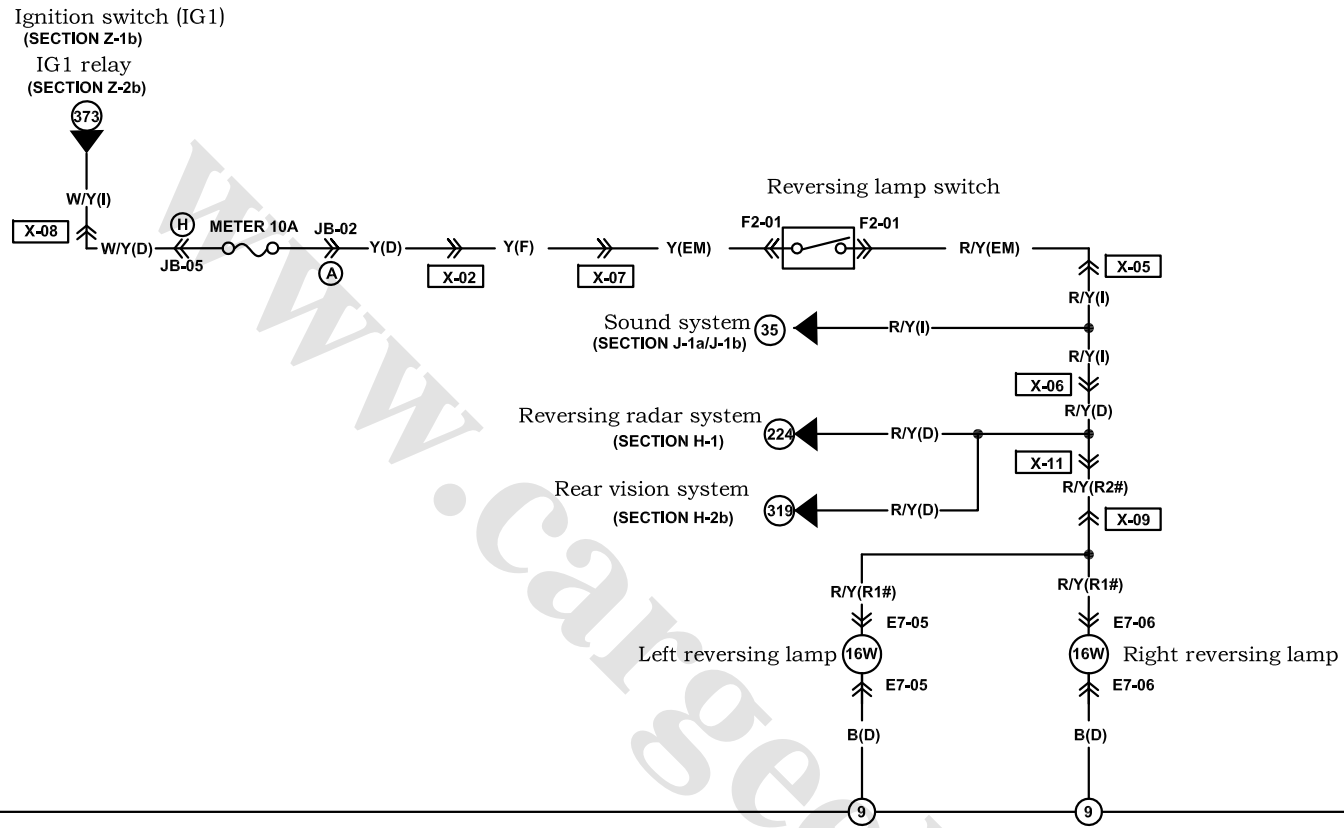 Ignition switch (IG1)
(SECTION Z-1b)
IG1 relay
(SECTION Z-2b)
373
W/Y(I)
X-08
W/Y(D)
H
JB-05
METER 10A
JB-02
A
Y(D)
X-02
Y(F)
X-07
Y(EM)
Reversing lamp switch
F2-01
F2-01
R/Y(EM)
X-05
R/Y(I)
Sound system
(SECTION J-1a/J-1b)
35
R/Y(I)
R/Y(I)
X-06
R/Y(D)
Reversing radar system
(SECTION H-1)
224
R/Y(D)
X-11
R/Y(R2#)
Rear vision system
(SECTION H-2b)
319
R/Y(D)
X-09
R/Y(R1#)
R/Y(R1#)
E7-05
E7-06
Left reversing lamp
16W
16W
Right reversing lamp
E7-05
E7-06
B(D)
B(D)
9
9
www.carged